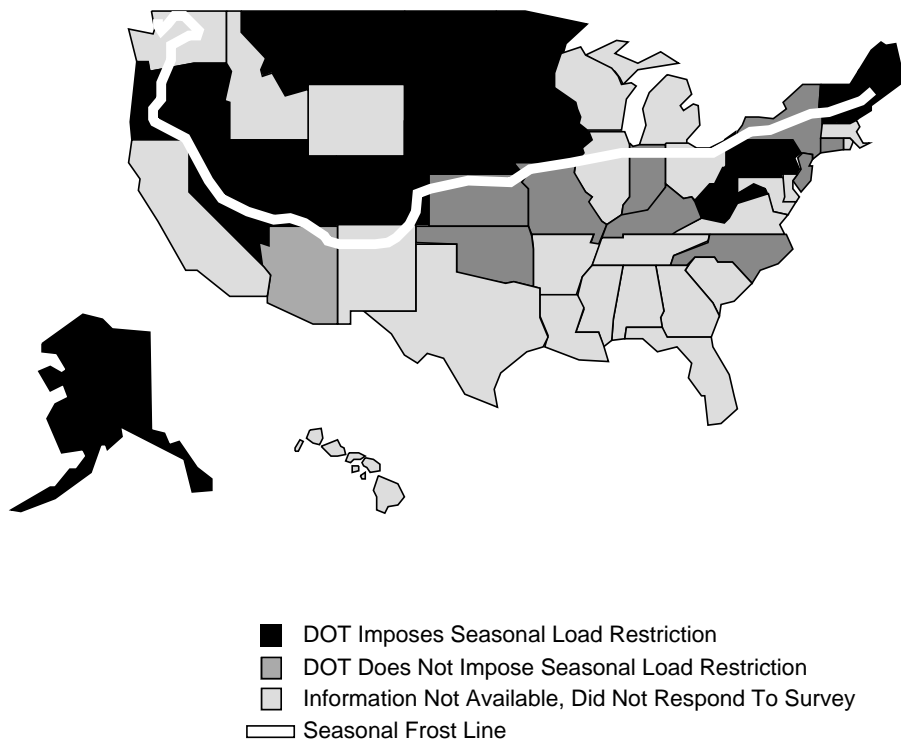 DOT Imposes Seasonal Load Restriction
DOT Does Not Impose Seasonal Load Restriction
Information Not Available, Did Not Respond To Survey
Seasonal Frost Line